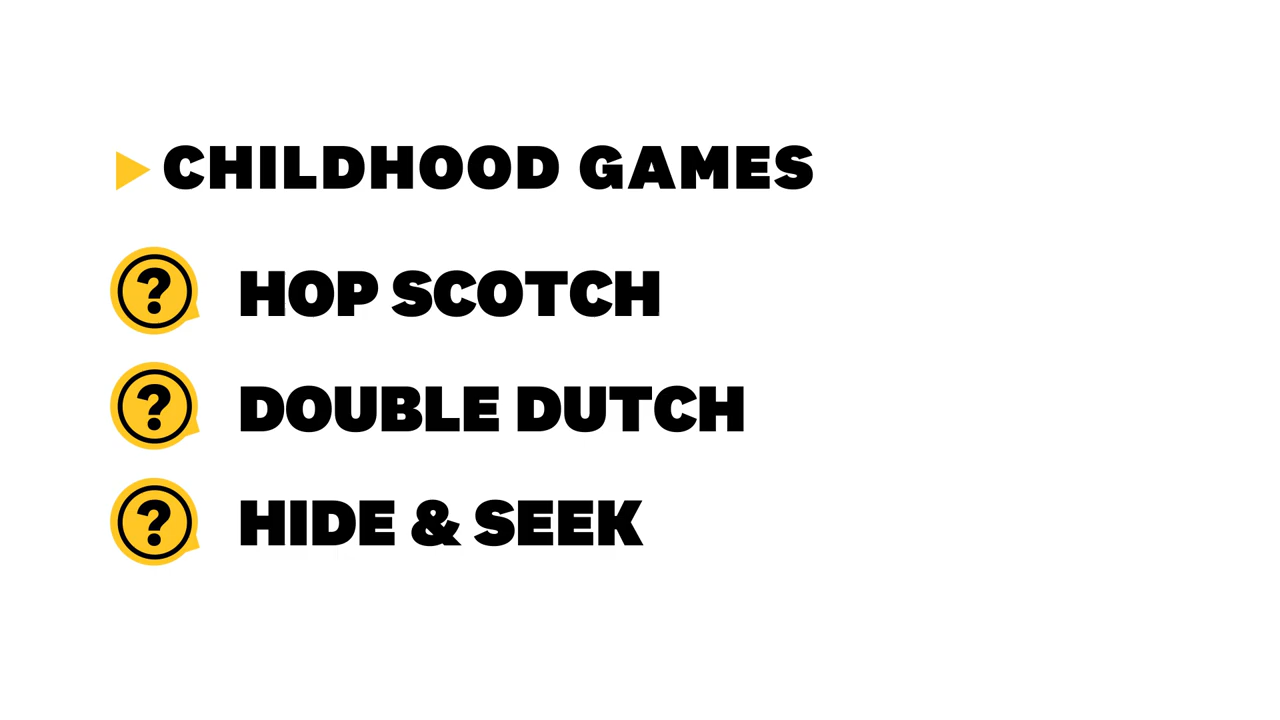 CHILDHOOD GAMES
? HOP SCOTCH
? DOUBLE DUTCH
? HIDE & SEEK